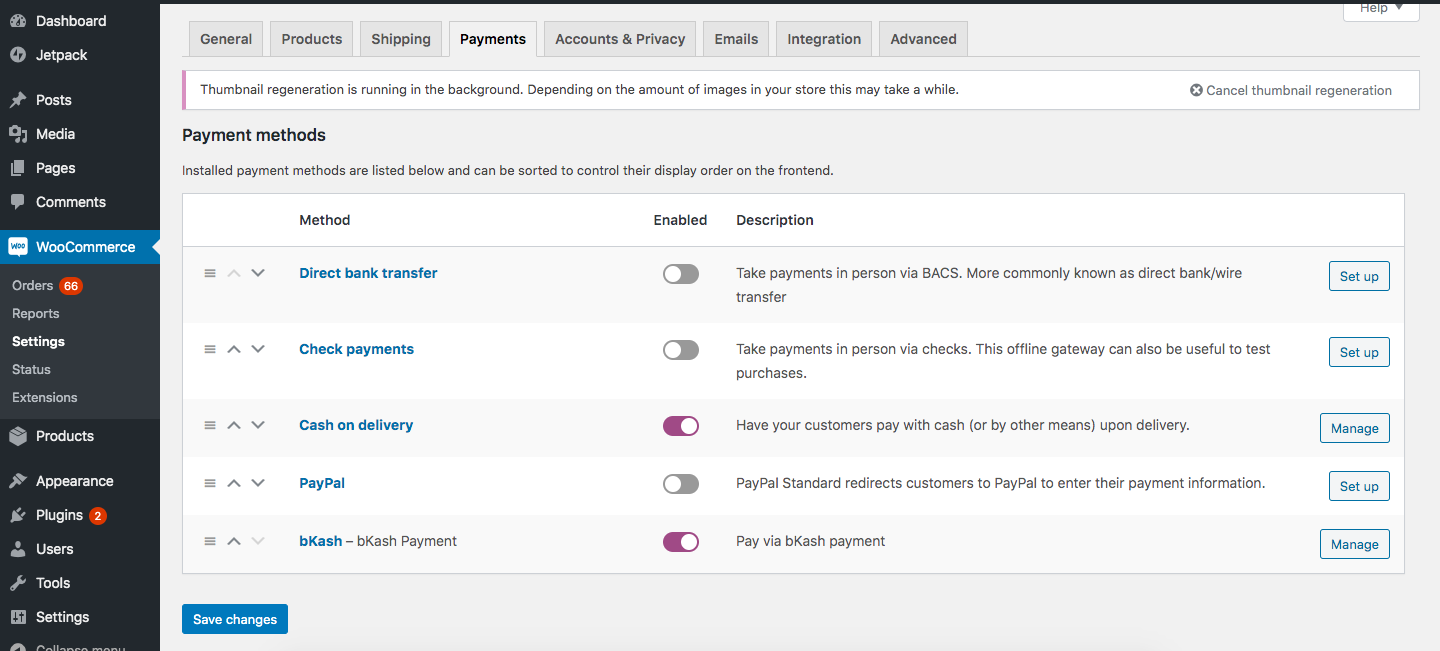 Dashboard
Jetpack
Posts
Media
Pages
Comments
WOO WooCommerce
Orders 66
Reports
Settings
Status
Extensions
Products
Appearance
Plugins 2
Users
Tools
Settings
Collapse menu
Help
General Products Shipping Payments Accounts & Privacy Emails Integration Advanced
Thumbnail regeneration is running in the background. Depending on the amount of images in your store this may take a while. Cancel thumbnail regeneration
Payment methods
Installed payment methods are listed below and can be sorted to control their display order on the frontend.
Method Enabled Description
Direct bank transfer Take payments in person via BACS. More commonly known as direct bank/wire
transfer Set up
Check payments Take payments in person via checks. This offline gateway can also be useful to test
purchases. Set up
Cash on delivery Have your customers pay with cash (or by other means) upon delivery. Manage
PayPal PayPal Standard redirects customers to PayPal to enter their payment information. Set up
bKash – bKash Payment Pay via bKash payment Manage
Save changes